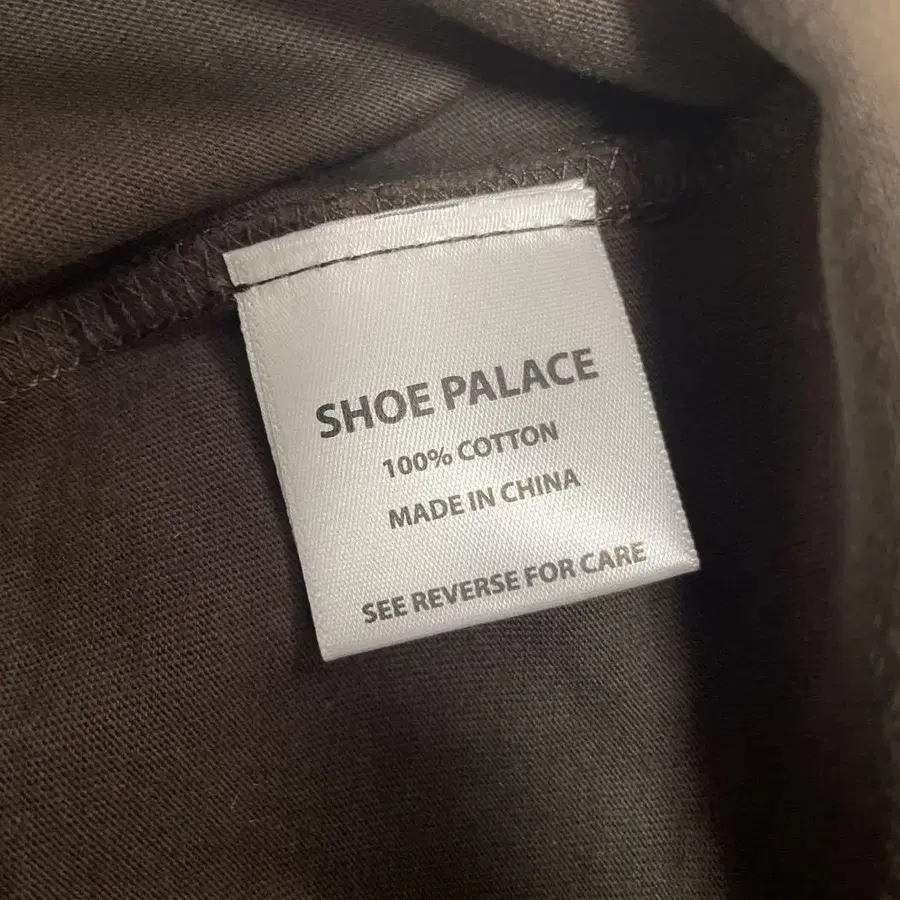 SHOE PALACE
100% COTTON
MADE IN CHINA
SEE REVERSE FOR CARE